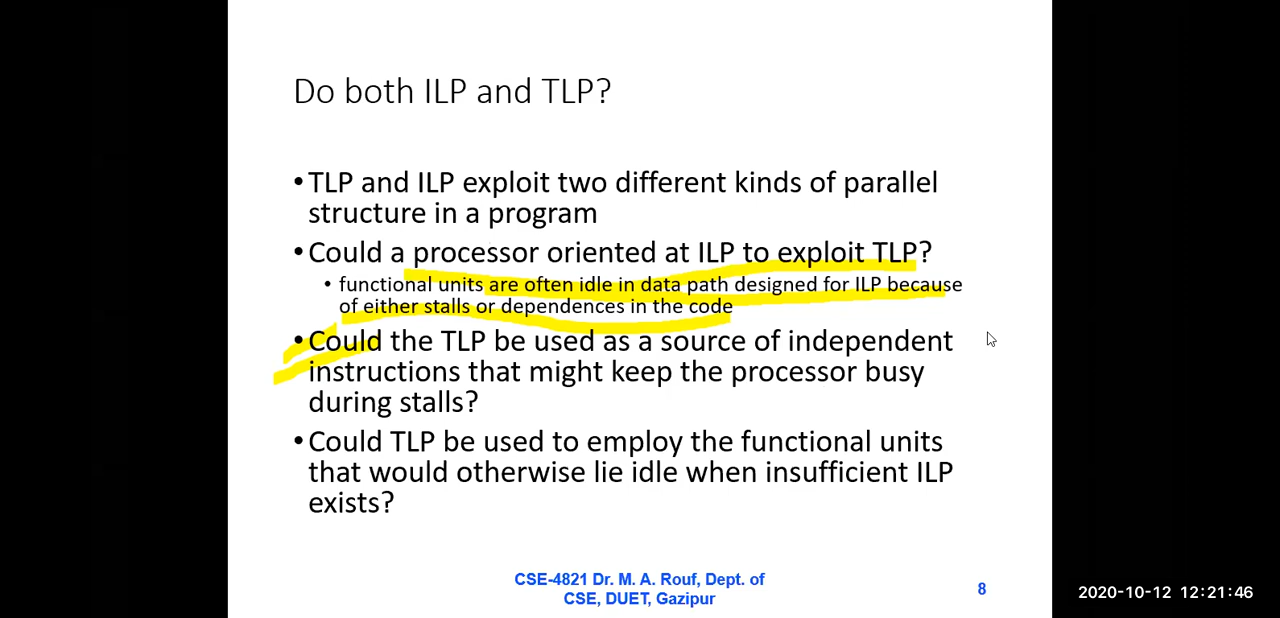 Do both ILP and TLP?
•TLP and ILP exploit two different kinds of parallel
structure in a program
•Could a processor oriented at ILP to exploit TLP?
• functional units are often idle in data path designed for ILP because
of either stalls or dependences in the code
•Could the TLP be used as a source of independent
instructions that might keep the processor busy
during stalls?
•Could TLP be used to employ the functional units
that would otherwise lie idle when insufficient ILP
exists?
CSE-4821 Dr. M. A. Rouf, Dept. of
CSE, DUET, Gazipur
8
2020-10-12 12:21:46